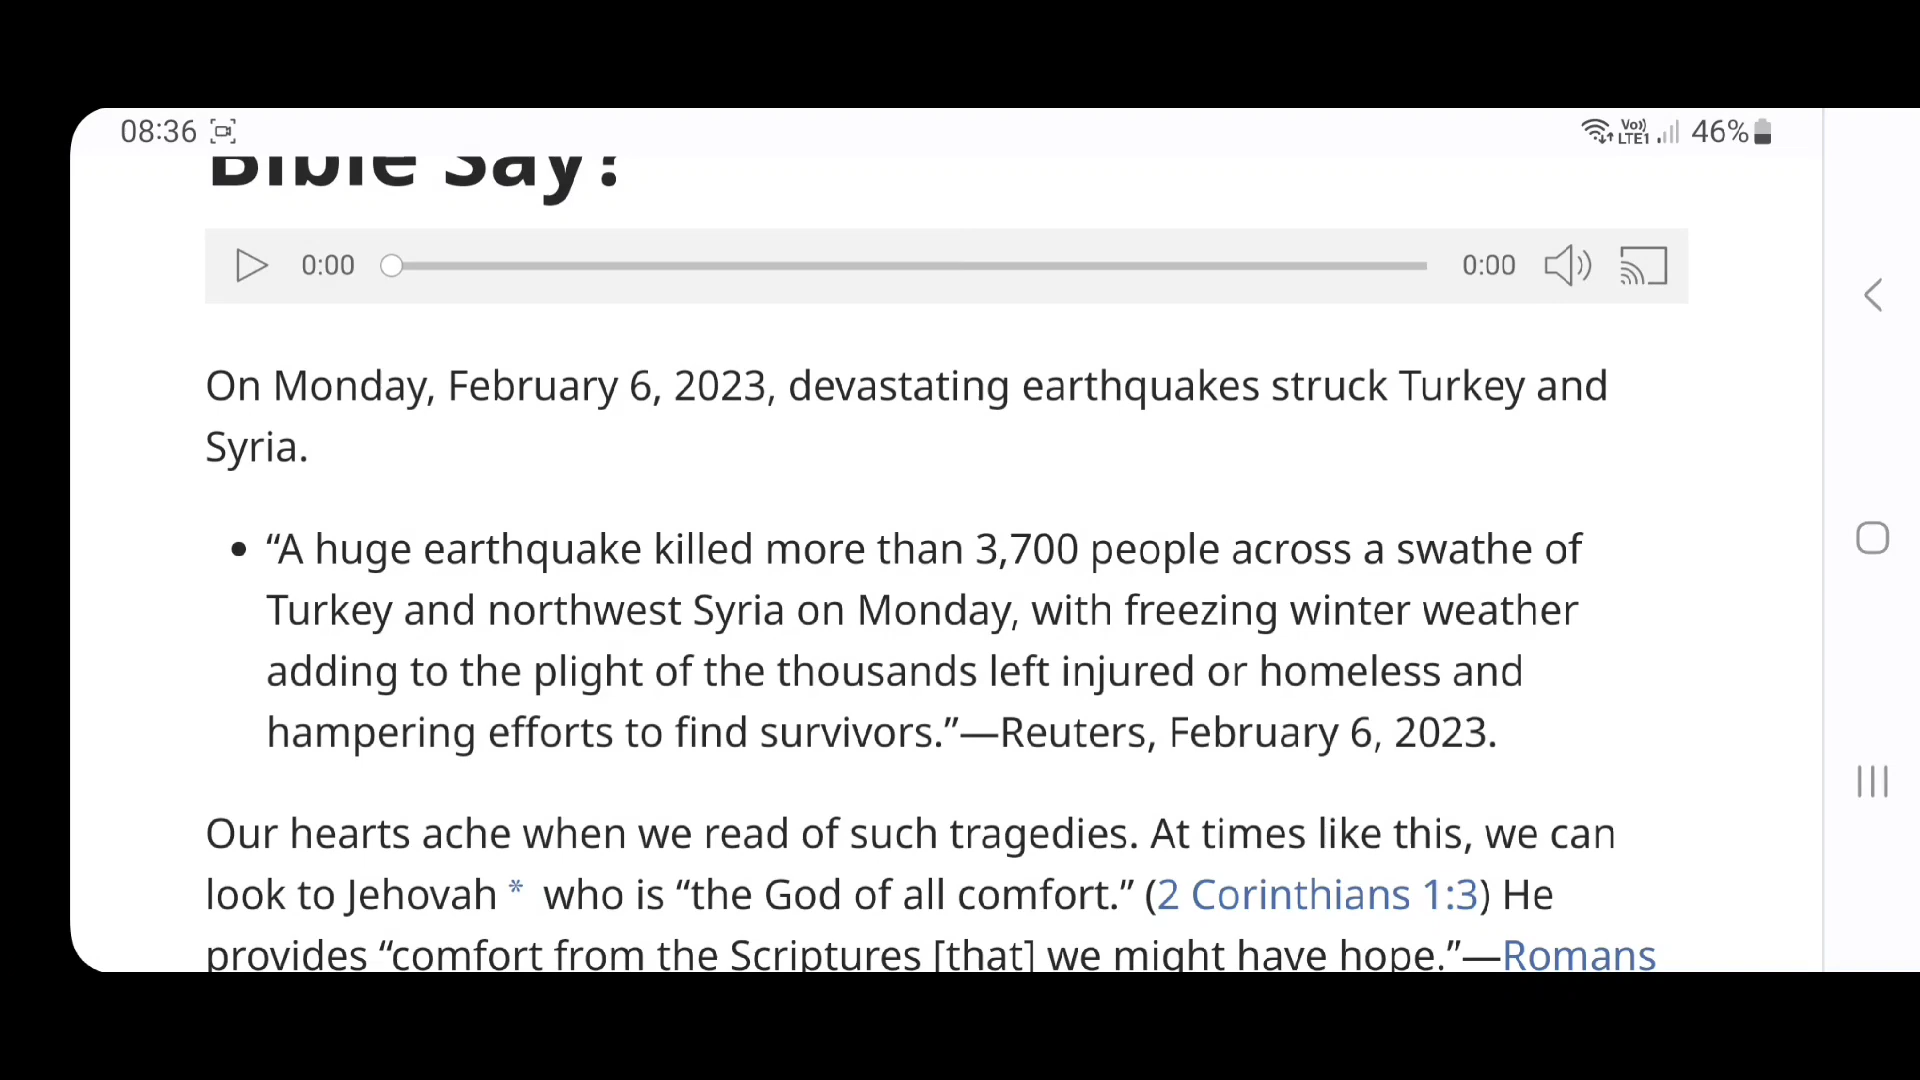 08:36 Vo)) LTE1 46%
Bible Say?
0:00 0:00
On Monday, February 6, 2023, devastating earthquakes struck Turkey and
Syria.
• “A huge earthquake killed more than 3,700 people across a swathe of
Turkey and northwest Syria on Monday, with freezing winter weather
adding to the plight of the thousands left injured or homeless and
hampering efforts to find survivors.”—Reuters, February 6, 2023.
Our hearts ache when we read of such tragedies. At times like this, we can
look to Jehovah * who is “the God of all comfort.” (2 Corinthians 1:3) He
provides “comfort from the Scriptures [that] we might have hope.”—Romans